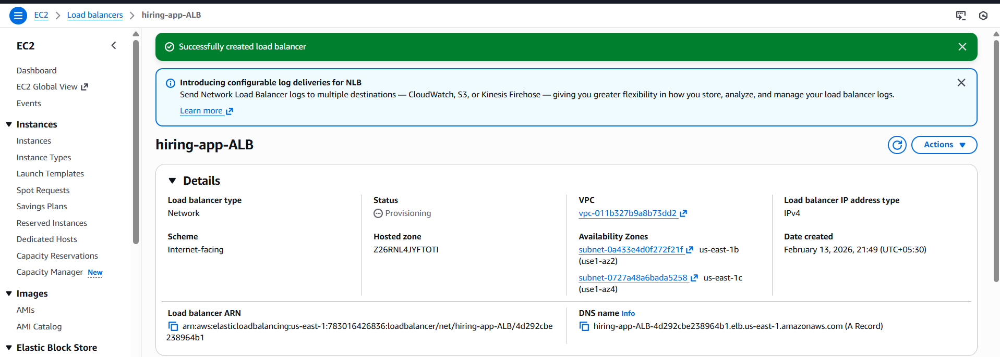 EC2 > Load balancers > hiring-app-ALB
EC2
Dashboard
EC2 Global View
Events
Instances
Instances
Instance Types
Launch Templates
Spot Requests
Savings Plans
Reserved Instances
Dedicated Hosts
Capacity Reservations
Capacity Manager New
Images
AMIs
AMI Catalog
Elastic Block Store
Successfully created load balancer
Introducing configurable log deliveries for NLB
Send Network Load Balancer logs to multiple destinations — CloudWatch, S3, or Kinesis Firehose — giving you greater flexibility in how you store, analyze, and manage your load balancer logs.
Learn more
hiring-app-ALB
Actions
Details
Load balancer type
Network
Status
Provisioning
VPC
vpc-011b327b9a8b73dd2
Load balancer IP address type
IPv4
Scheme
Internet-facing
Hosted zone
Z26RNL4JYFTOTI
Availability Zones
subnet-0a433e4d0f272f21f us-east-1b
(use1-az2)
subnet-0727a48a6bada5258 us-east-1c
(use1-az4)
Date created
February 13, 2026, 21:49 (UTC+05:30)
Load balancer ARN
arn:aws:elasticloadbalancing:us-east-1:783016426836:loadbalancer/net/hiring-app-ALB/4d292cbe
238964b1
DNS name Info
hiring-app-ALB-4d292cbe238964b1.elb.us-east-1.amazonaws.com (A Record)